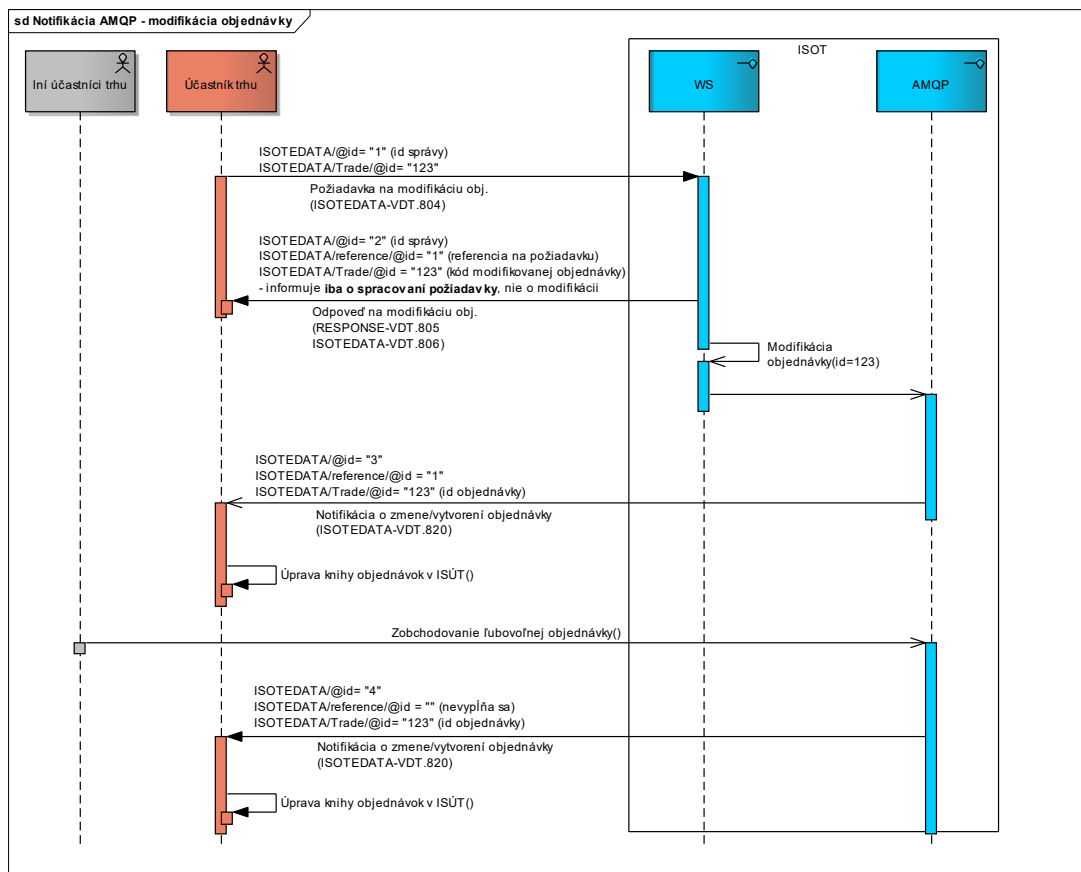 sd Notifikácia AMQP - modifikácia objednávky
ISOT
Iní účastníci trhu
Účastník trhu
WS
AMQP
ISOTEDATA/@id= "1" (id správy)
ISOTEDATA/Trade/@id= "123"
Požiadavka na modifikáciu obj.
(ISOTEDATA-VDT.804)
ISOTEDATA/@id= "2" (id správy)
ISOTEDATA/reference/@id= "1" (referencia na požiadavku)
ISOTEDATA/Trade/@id = "123" (kód modifikovanej objednávky)
- informuje iba o spracovaní požiadavky, nie o modifikácii
Odpoveď na modifikáciu obj.
(RESPONSE-VDT.805
ISOTEDATA-VDT.806)
Modifikácia
objednávky(id=123)
ISOTEDATA/@id= "3"
ISOTEDATA/reference/@id = "1"
ISOTEDATA/Trade/@id= "123" (id objednávky)
Notifikácia o zmene/vytvorení objednávky
(ISOTEDATA-VDT.820)
Úprava knihy objednávok v ISÚT()
Zobchodovanie ľubovoľnej objednávky()
ISOTEDATA/@id= "4"
ISOTEDATA/reference/@id = "" (nevypĺňa sa)
ISOTEDATA/Trade/@id= "123" (id objednávky)
Notifikácia o zmene/vytvorení objednávky
(ISOTEDATA-VDT.820)
Úprava knihy objednávok v ISÚT()